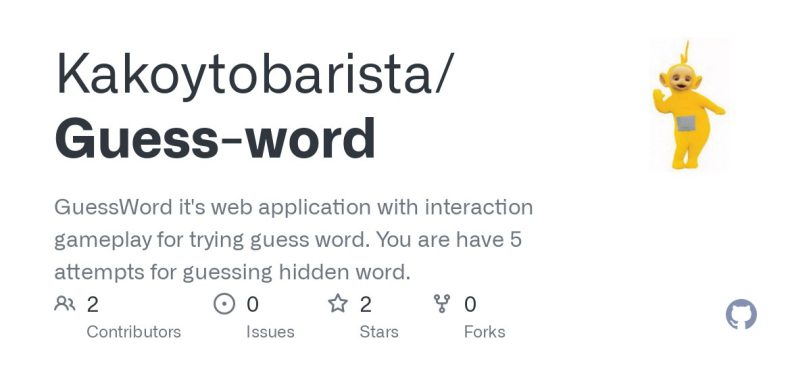 Kakoytobarista/
Guess-word
GuessWord it's web application with interaction
gameplay for trying guess word. You are have 5
attempts for guessing hidden word.
2 0 2 0
Contributors Issues Stars Forks